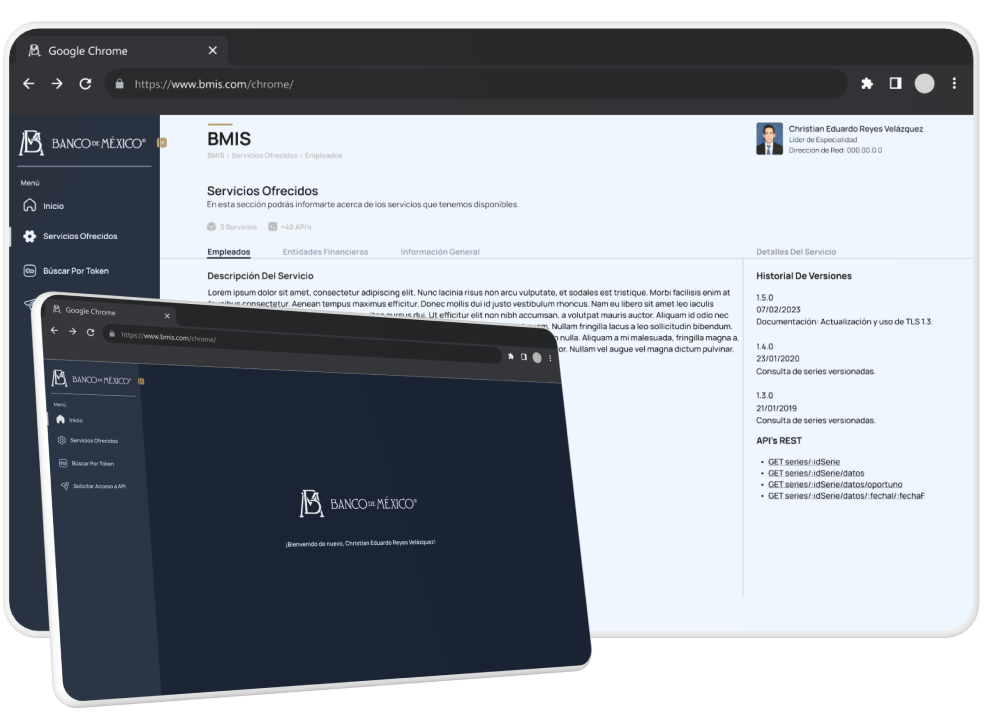 Google Chrome
https://www.bmis.com/chrome/
BANCO DE MÉXICO®
Menú
Inicio
Servicios Ofrecidos
Búscar Por Token
BMIS
BMIS > Servicios Ofrecidos > Empleados
Christian Eduardo Reyes Velázquez
Líder de Especialidad
Dirección de Red: 000.00.0.0
Servicios Ofrecidos
En esta sección podrás informarte acerca de los servicios que tenemos disponibles.
3 Servicios +40 API's
Empleados Entidades Financieras Información General Detalles Del Servicio
Descripción Del Servicio
Lorem ipsum dolor sit amet, consectetur adipiscing elit. Nunc lacinia risus non arcu vulputate, et sodales est tristique. Morbi facilisis enim at
faucibus consectetur. Aenean tempus maximus efficitur. Donec mollis dui id justo vestibulum rhoncus. Nam eu libero sit amet leo iaculis
cursus dui. Ut efficitur elit non nibh accumsan, a volutpat mauris auctor. Aliquam id odio nec
Nullam fringilla lacus a leo sollicitudin bibendum.
nulla. Aliquam a mi malesuada, fringilla magna a,
or. Nullam vel augue vel magna dictum pulvinar.
Historial De Versiones
1.5.0
07/02/2023
Documentación: Actualización y uso de TLS 1.3.
1.4.0
23/01/2020
Consulta de series versionadas.
1.3.0
21/01/2019
Consulta de series versionadas.
API's REST
• GET series/:idSerie
• GET series/:idSerie/datos
• GET series/:idSerie/datos/oportuno
• GET series/:idSerie/datos/:fechaI/:fechaF
Google Chrome
https://www.bmis.com/chrome/
BANCO DE MÉXICO®
Menú
Inicio
Servicios Ofrecidos
Búscar Por Token
Solicitar Acceso a API
BANCO DE MÉXICO®
¡Bienvenido de nuevo, Christian Eduardo Reyes Velázquez!